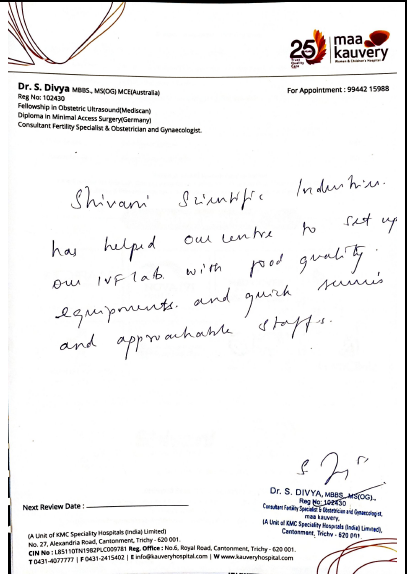 25
maa
kauvery
Women & Children's Hospital
Dr. S. Divya MBBS., MS(OG) MCE(Australia)
Reg No: 102430
Fellowship in Obstetric Ultrasound(Mediscan)
Diploma in Minimal Access Surgery(Germany)
Consultant Fertility Specialist & Obstetrician and Gynaecologist.
For Appointment : 99442 15988
Shivani Scientific Industries.
has helped our centre to set up
our IVF lab. with good quality
equipments. and quick
and approachable staffs.
Dr. S. DIVYA, MBBS., MS(OG).,
Reg No: 102430
Consultant Fertility Specialist & Obstetrician and Gynaecologist,
maa kauvery,
(A Unit of KMC Speciality Hospitals (India) Limited),
Cantonment, Trichy - 620 001
Next Review Date :
(A Unit of KMC Speciality Hospitals (India) Limited)
No. 27, Alexandria Road, Cantonment, Trichy - 620 001.
CIN No : L85110TN1982PLC009781 Reg. Office : No.6, Royal Road, Cantonment, Trichy - 620 001.
T 0431-4077777 | F 0431-2415402 | E info@kauveryhospital.com | W www.kauveryhospital.com